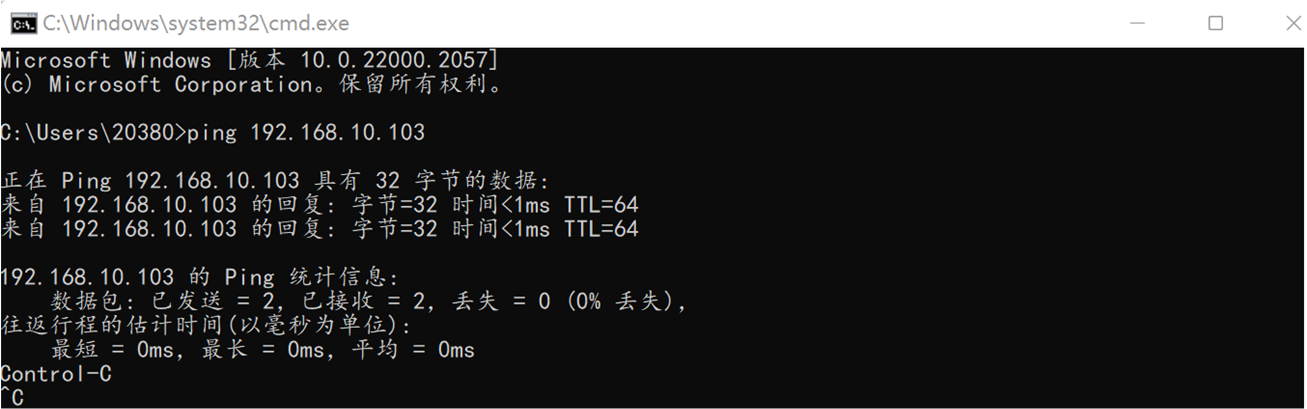 C:\Windows\system32\cmd.exe
Microsoft Windows [版本 10.0.22000.2057]
(c) Microsoft Corporation。保留所有权利。
C:\Users\20380>ping 192.168.10.103
正在 Ping 192.168.10.103 具有 32 字节的数据:
来自 192.168.10.103 的回复: 字节=32 时间<1ms TTL=64
来自 192.168.10.103 的回复: 字节=32 时间<1ms TTL=64
192.168.10.103 的 Ping 统计信息:
数据包: 已发送 = 2, 已接收 = 2, 丢失 = 0 (0% 丢失),
往返行程的估计时间(以毫秒为单位):
最短 = 0ms, 最长 = 0ms, 平均 = 0ms
Control-C
^C